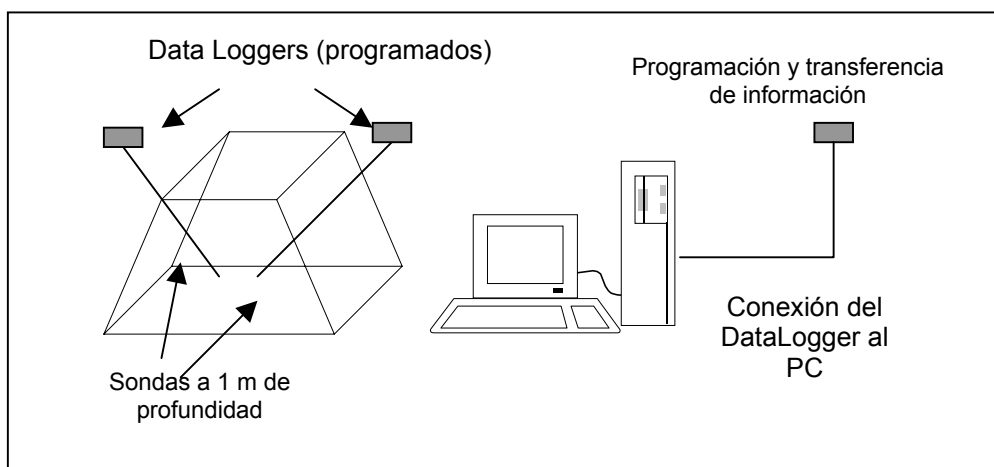 Data Loggers (programados)
Programación y transferencia
de información
Conexión del
DataLogger al
PC
Sondas a 1 m de
profundidad